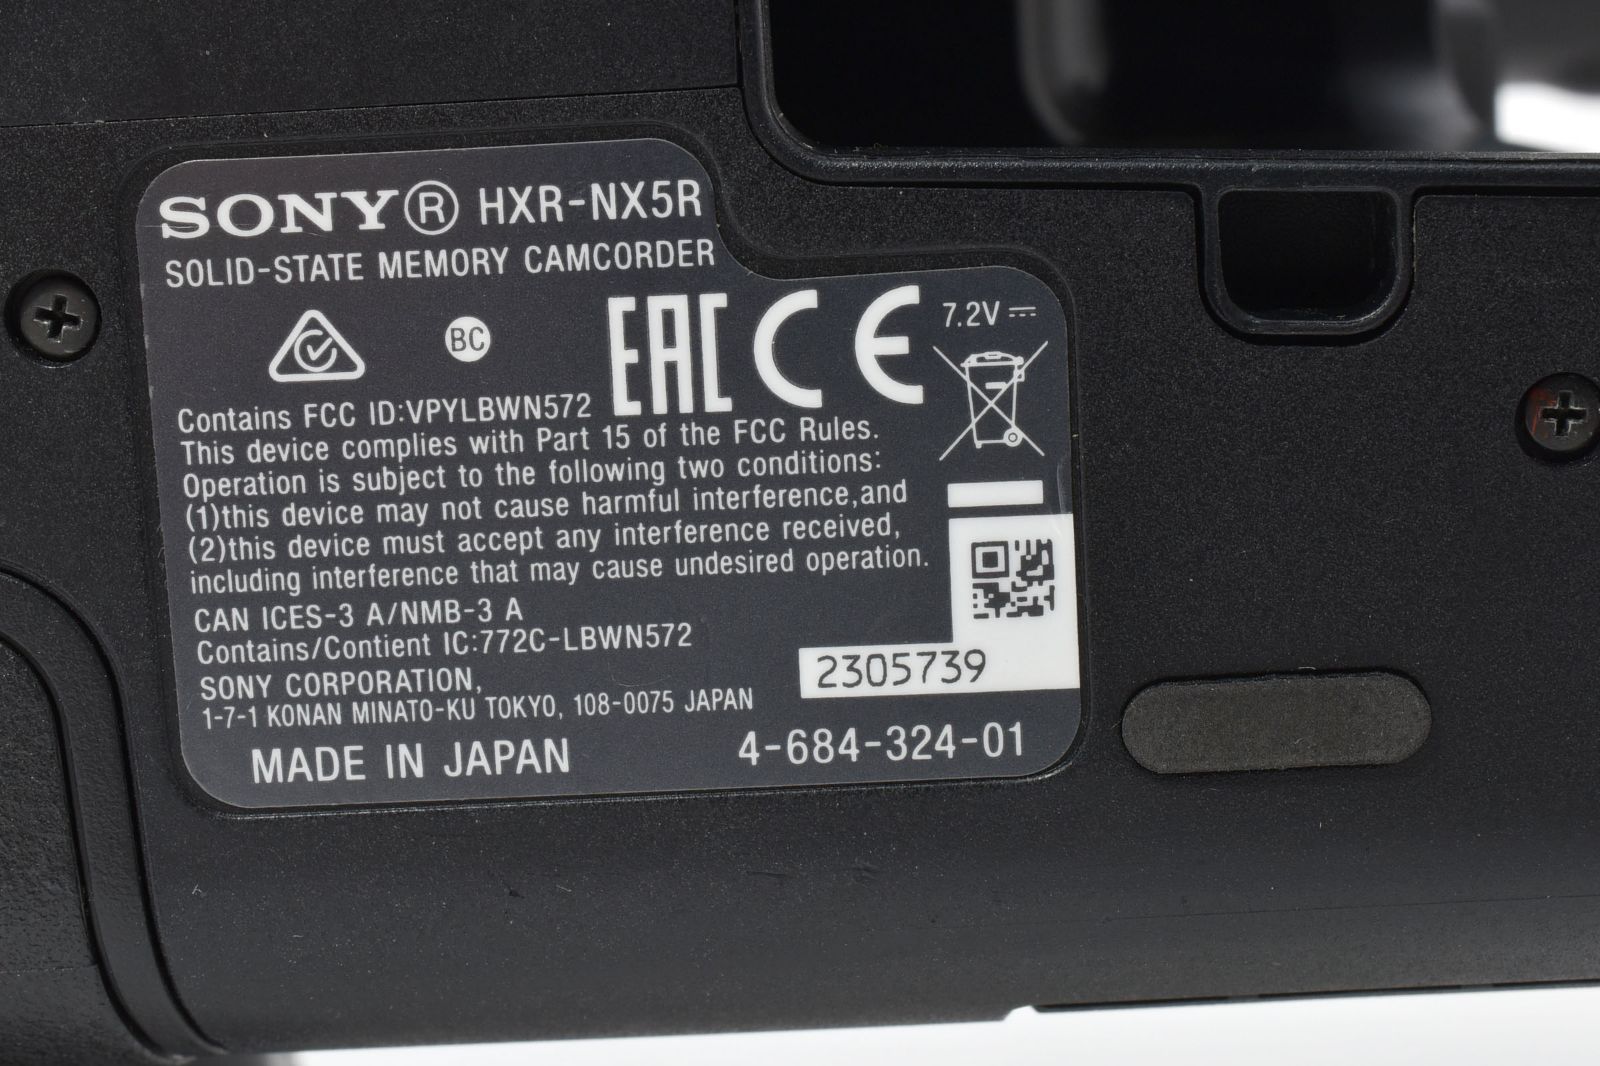 SONY® HXR-NX5R
SOLID-STATE MEMORY CAMCORDER
BC
EAC CE
7.2V ⎓
Contains FCC ID:VPYLBWN572
This device complies with Part 15 of the FCC Rules.
Operation is subject to the following two conditions:
(1)this device may not cause harmful interference,and
(2)this device must accept any interference received,
including interference that may cause undesired operation.
CAN ICES-3 A/NMB-3 A
Contains/Contient IC:772C-LBWN572
SONY CORPORATION,
1-7-1 KONAN MINATO-KU TOKYO, 108-0075 JAPAN
2305739
MADE IN JAPAN
4-684-324-01